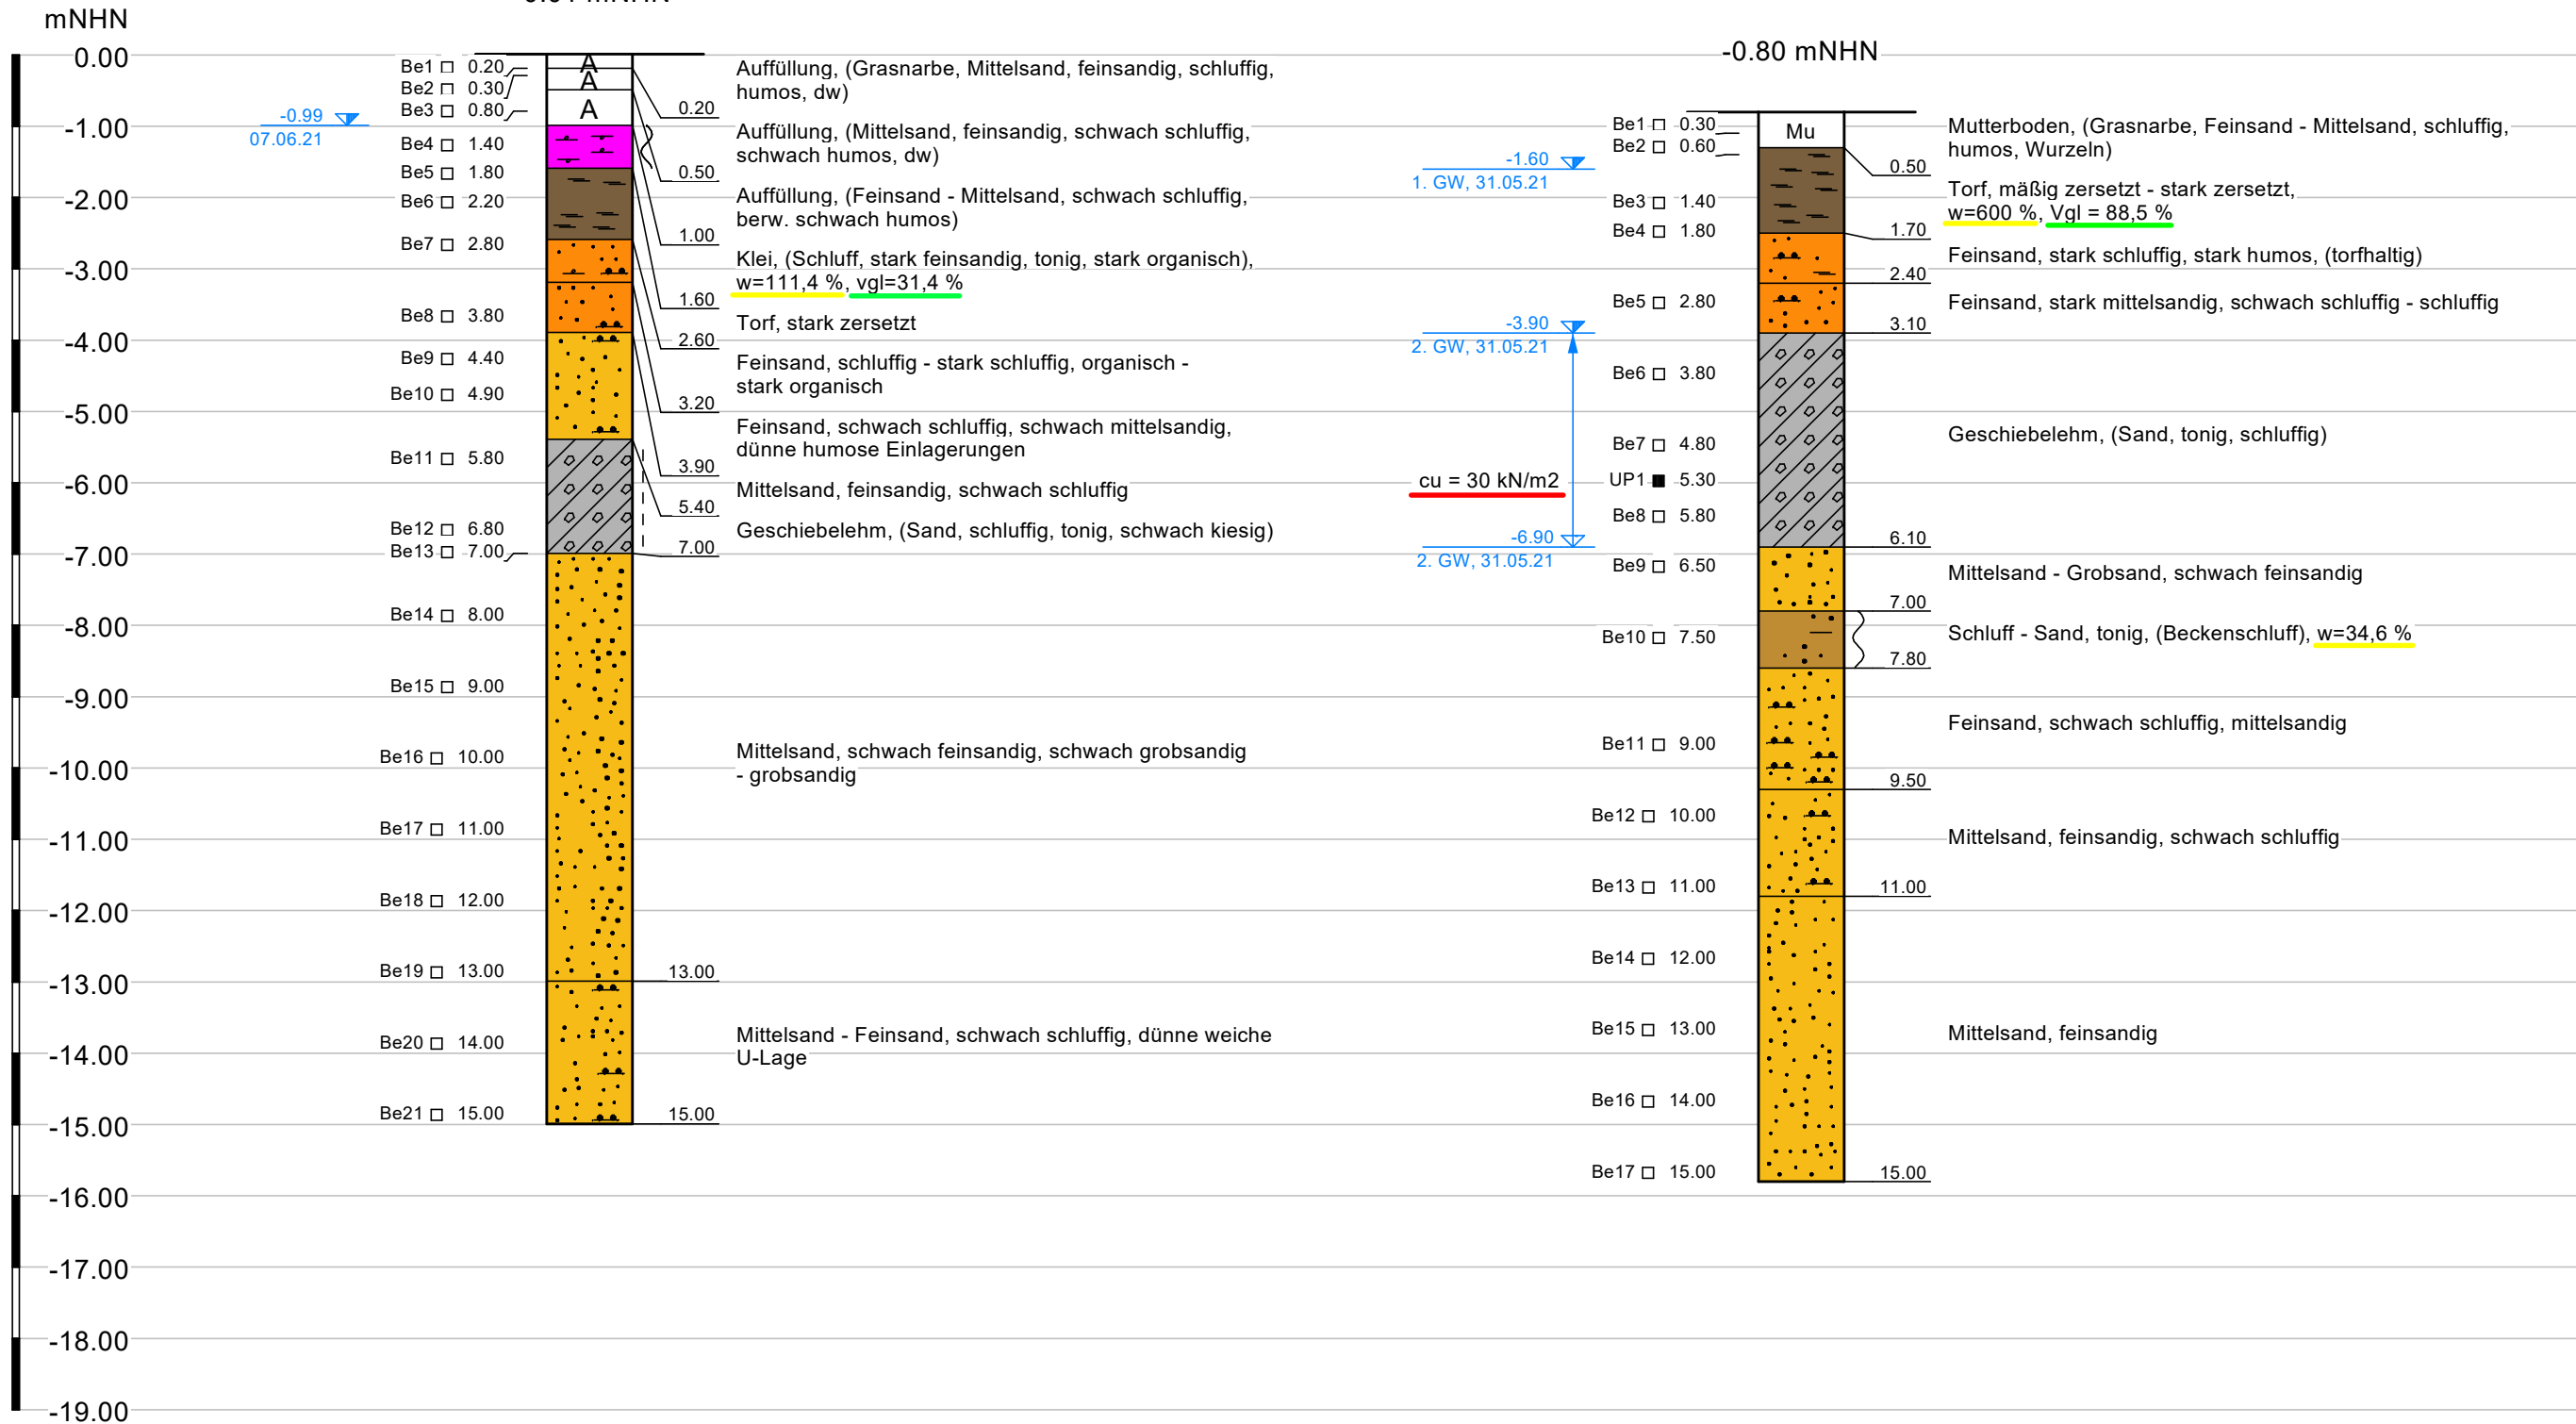 mNHN
0.00
-1.00
-2.00
-3.00
-4.00
-5.00
-6.00
-7.00
-8.00
-9.00
-10.00
-11.00
-12.00
-13.00
-14.00
-15.00
-16.00
-17.00
-18.00
-19.00
-0.99
07.06.21
Be1 0.20
Be2 0.30
Be3 0.80
Be4 1.40
Be5 1.80
Be6 2.20
Be7 2.80
Be8 3.80
Be9 4.40
Be10 4.90
Be11 5.80
Be12 6.80
Be13 7.00
Be14 8.00
Be15 9.00
Be16 10.00
Be17 11.00
Be18 12.00
Be19 13.00
Be20 14.00
Be21 15.00
A
A
A
0.20
0.50
1.00
1.60
2.60
3.20
3.90
5.40
7.00
13.00
15.00
Auffüllung, (Grasnarbe, Mittelsand, feinsandig, schluffig,
humos, dw)
Auffüllung, (Mittelsand, feinsandig, schwach schluffig,
schwach humos, dw)
Auffüllung, (Feinsand - Mittelsand, schwach schluffig,
berw. schwach humos)
Klei, (Schluff, stark feinsandig, tonig, stark organisch),
w=111,4 %, vgl=31,4 %
Torf, stark zersetzt
Feinsand, schluffig - stark schluffig, organisch -
stark organisch
Feinsand, schwach schluffig, schwach mittelsandig,
dünne humose Einlagerungen
Mittelsand, feinsandig, schwach schluffig
Geschiebelehm, (Sand, schluffig, tonig, schwach kiesig)
Mittelsand, schwach feinsandig, schwach grobsandig
- grobsandig
Mittelsand - Feinsand, schwach schluffig, dünne weiche
U-Lage
-0.80 mNHN
-1.60
1. GW, 31.05.21
-3.90
2. GW, 31.05.21
cu = 30 kN/m2
-6.90
2. GW, 31.05.21
Be1 0.30
Be2 0.60
Be3 1.40
Be4 1.80
Be5 2.80
Be6 3.80
Be7 4.80
UP1 5.30
Be8 5.80
Be9 6.50
Be10 7.50
Be11 9.00
Be12 10.00
Be13 11.00
Be14 12.00
Be15 13.00
Be16 14.00
Be17 15.00
Mu
0.50
1.70
2.40
3.10
6.10
7.00
7.80
9.50
11.00
15.00
Mutterboden, (Grasnarbe, Feinsand - Mittelsand, schluffig,
humos, Wurzeln)
Torf, mäßig zersetzt - stark zersetzt,
w=600 %, Vgl = 88,5 %
Feinsand, stark schluffig, stark humos, (torfhaltig)
Feinsand, stark mittelsandig, schwach schluffig - schluffig
Geschiebelehm, (Sand, tonig, schluffig)
Mittelsand - Grobsand, schwach feinsandig
Schluff - Sand, tonig, (Beckenschluff), w=34,6 %
Feinsand, schwach schluffig, mittelsandig
Mittelsand, feinsandig, schwach schluffig
Mittelsand, feinsandig